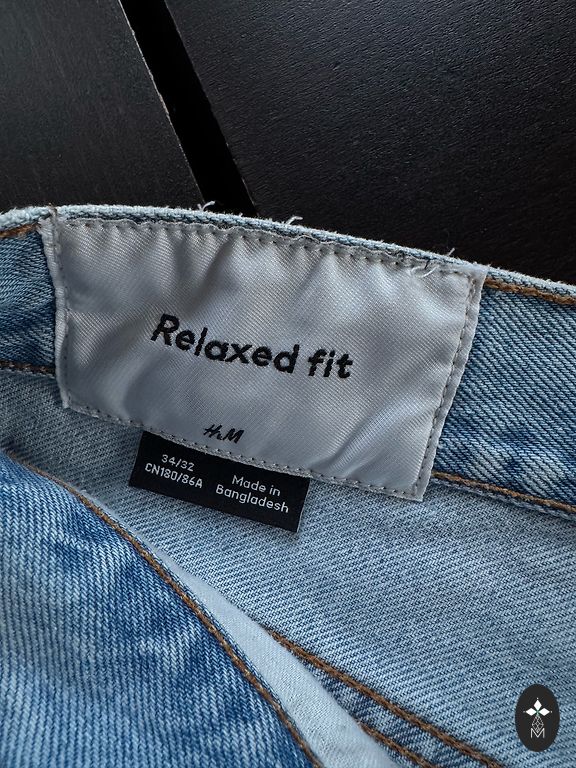 Relaxed fit
H&M
34/32
CN180/86A
Made in
Bangladesh